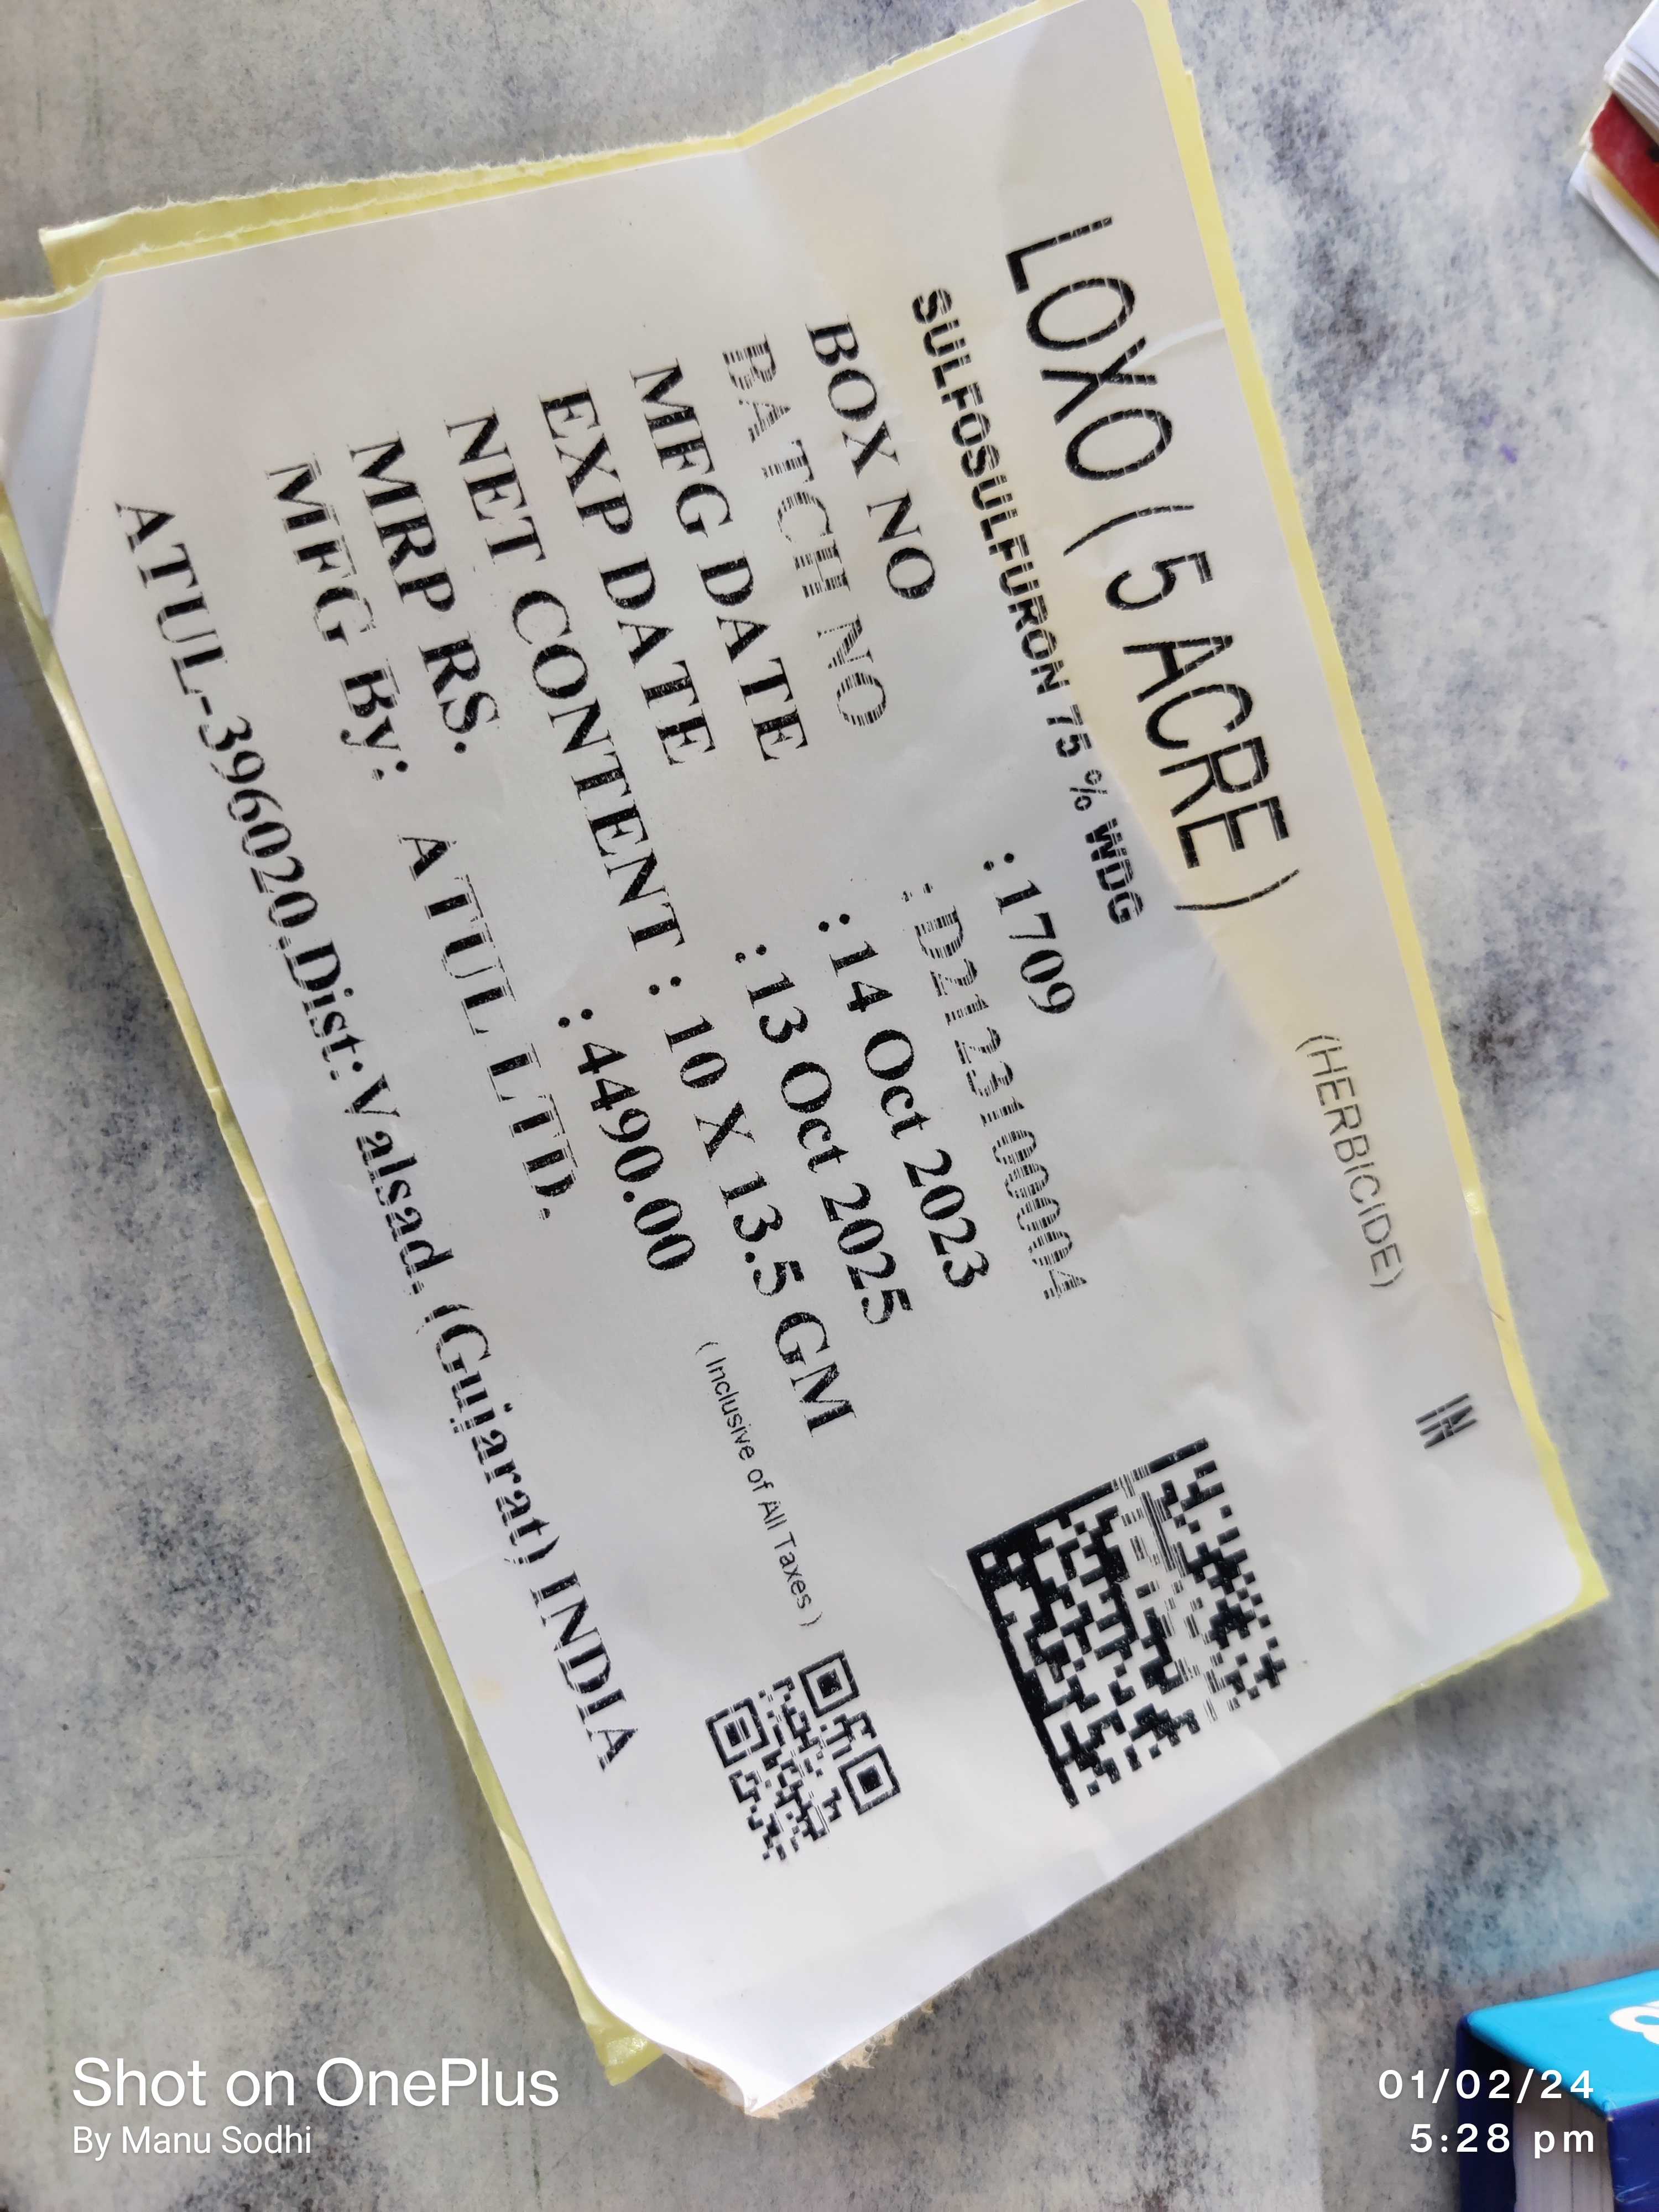 IN
(HERBICIDE)
LOXO ( 5 ACRE )
SULFOSULFURON 75 % WDG
BOX NO : 1709
BATCH NO : D2123100004
MFG DATE : 14 Oct 2023
EXP DATE : 13 Oct 2025
NET CONTENT : 10 X 13.5 GM
MRP RS. : 4490.00 ( Inclusive of All Taxes )
MFG By: ATUL LTD.
ATUL-396020.Dist:Valsad. (Gujarat) INDIA
Shot on OnePlus
By Manu Sodhi
01/02/24
5:28 pm